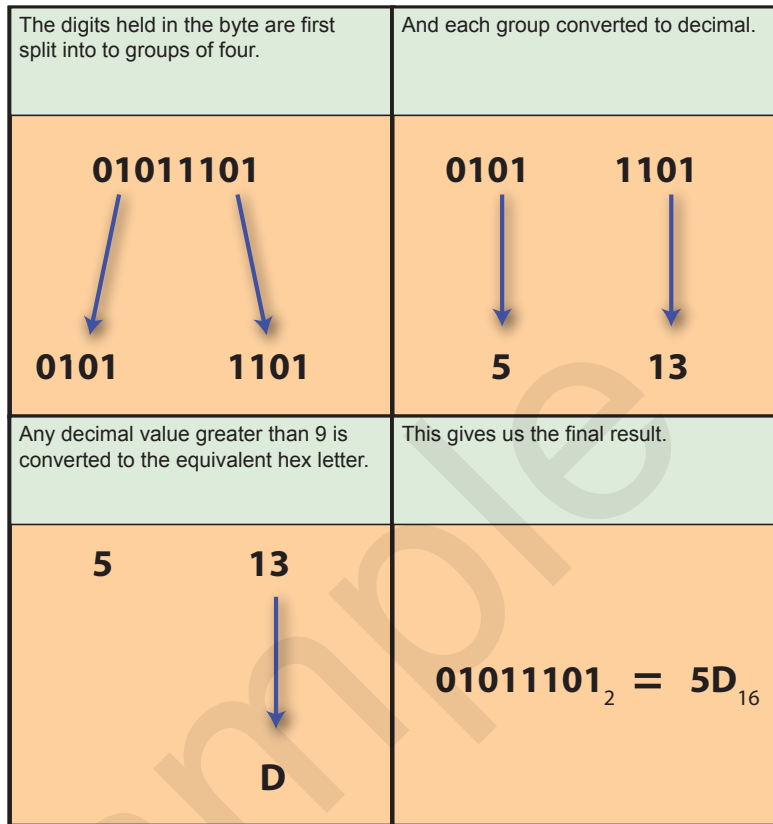 The digits held in the byte are first
split into to groups of four.
01011101
0101 1101
And each group converted to decimal.
0101 1101
5 13
Any decimal value greater than 9 is
converted to the equivalent hex letter.
5 13
D
This gives us the final result.
01011101₂ = 5D₁₆